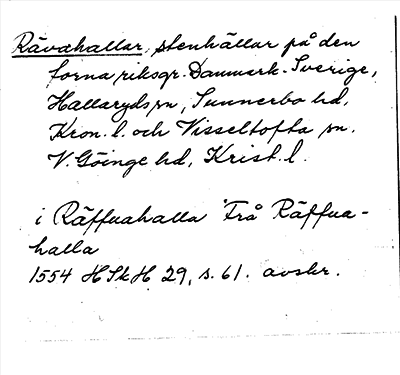 Rävahallar, stenhällar på den
forna riksgr. Danmark-Sverige,
Hallaryds sn, Sunnerbo hd,
Kron. l. och Visseltofta sn.
V. Göinge hd, Krist. l.
i Räffuahalla Frå Räffua-
halla
1554 HSkH 29, s. 61. avskr.